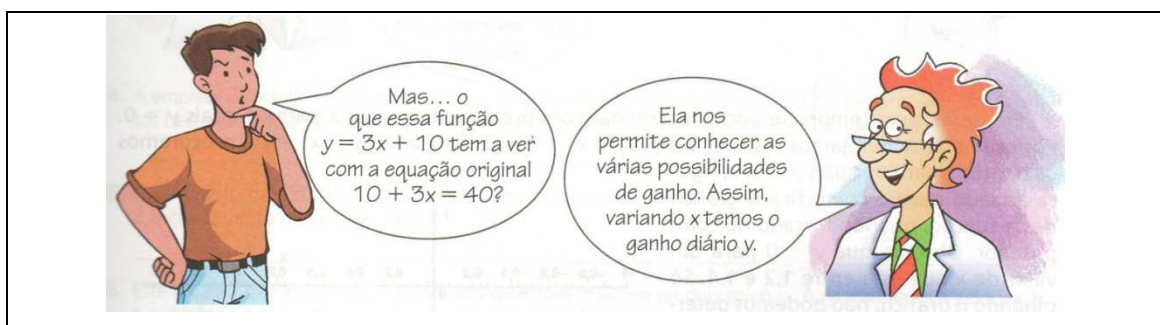 Mas... o
que essa função
y = 3x + 10 tem a ver
com a equação original
10 + 3x = 40?
Ela nos
permite conhecer as
várias possibilidades
de ganho. Assim,
variando x temos o
ganho diário y.